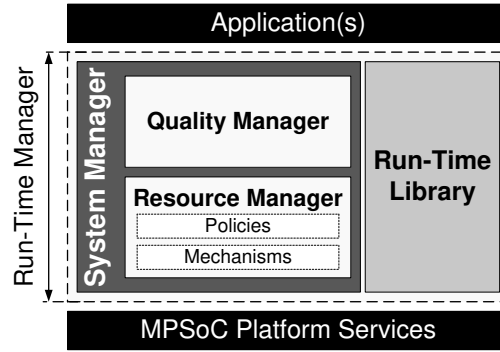 Application(s)
Run-Time Manager
System Manager
Quality Manager
Resource Manager
Policies
Mechanisms
Run-Time
Library
MPSoC Platform Services